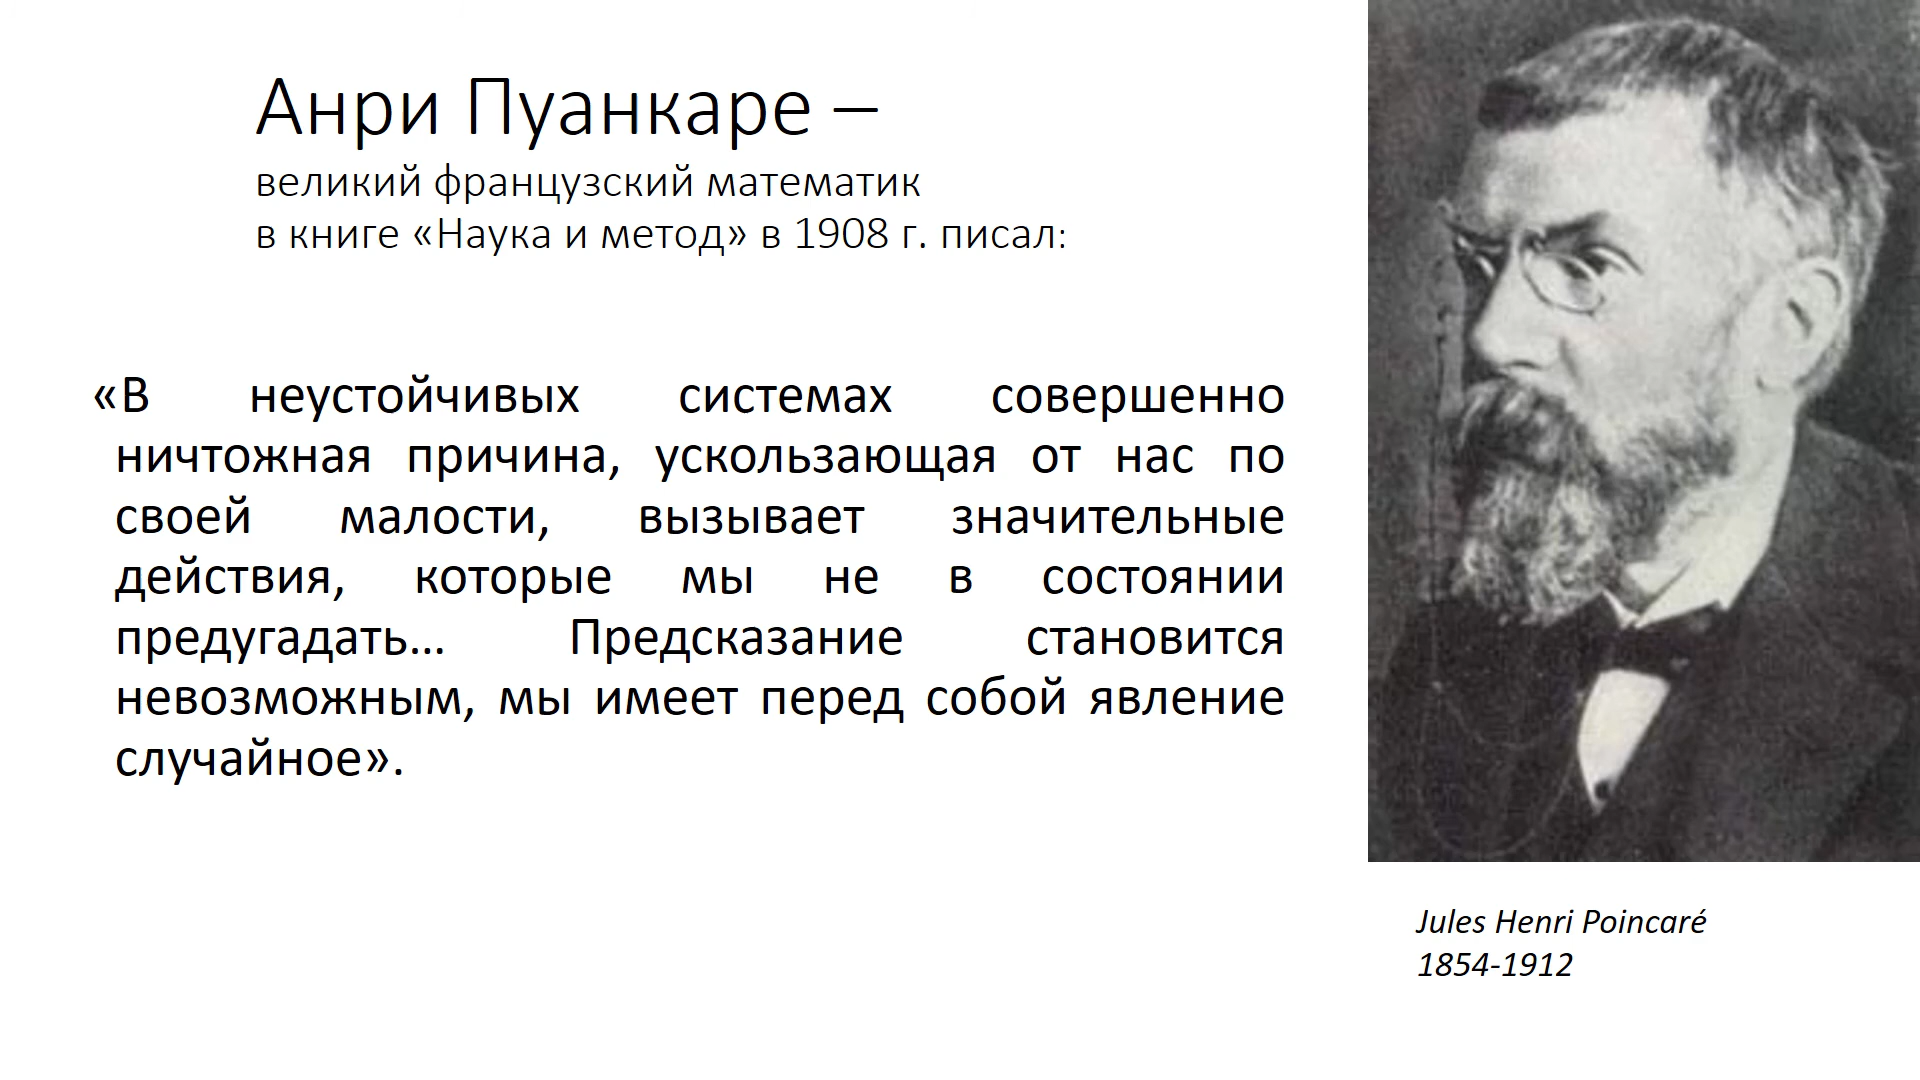 Анри Пуанкаре –
великий французский математик
в книге «Наука и метод» в 1908 г. писал:
«В неустойчивых системах совершенно
ничтожная причина, ускользающая от нас по
своей малости, вызывает значительные
действия, которые мы не в состоянии
предугадать… Предсказание становится
невозможным, мы имеет перед собой явление
случайное».
Jules Henri Poincaré
1854-1912